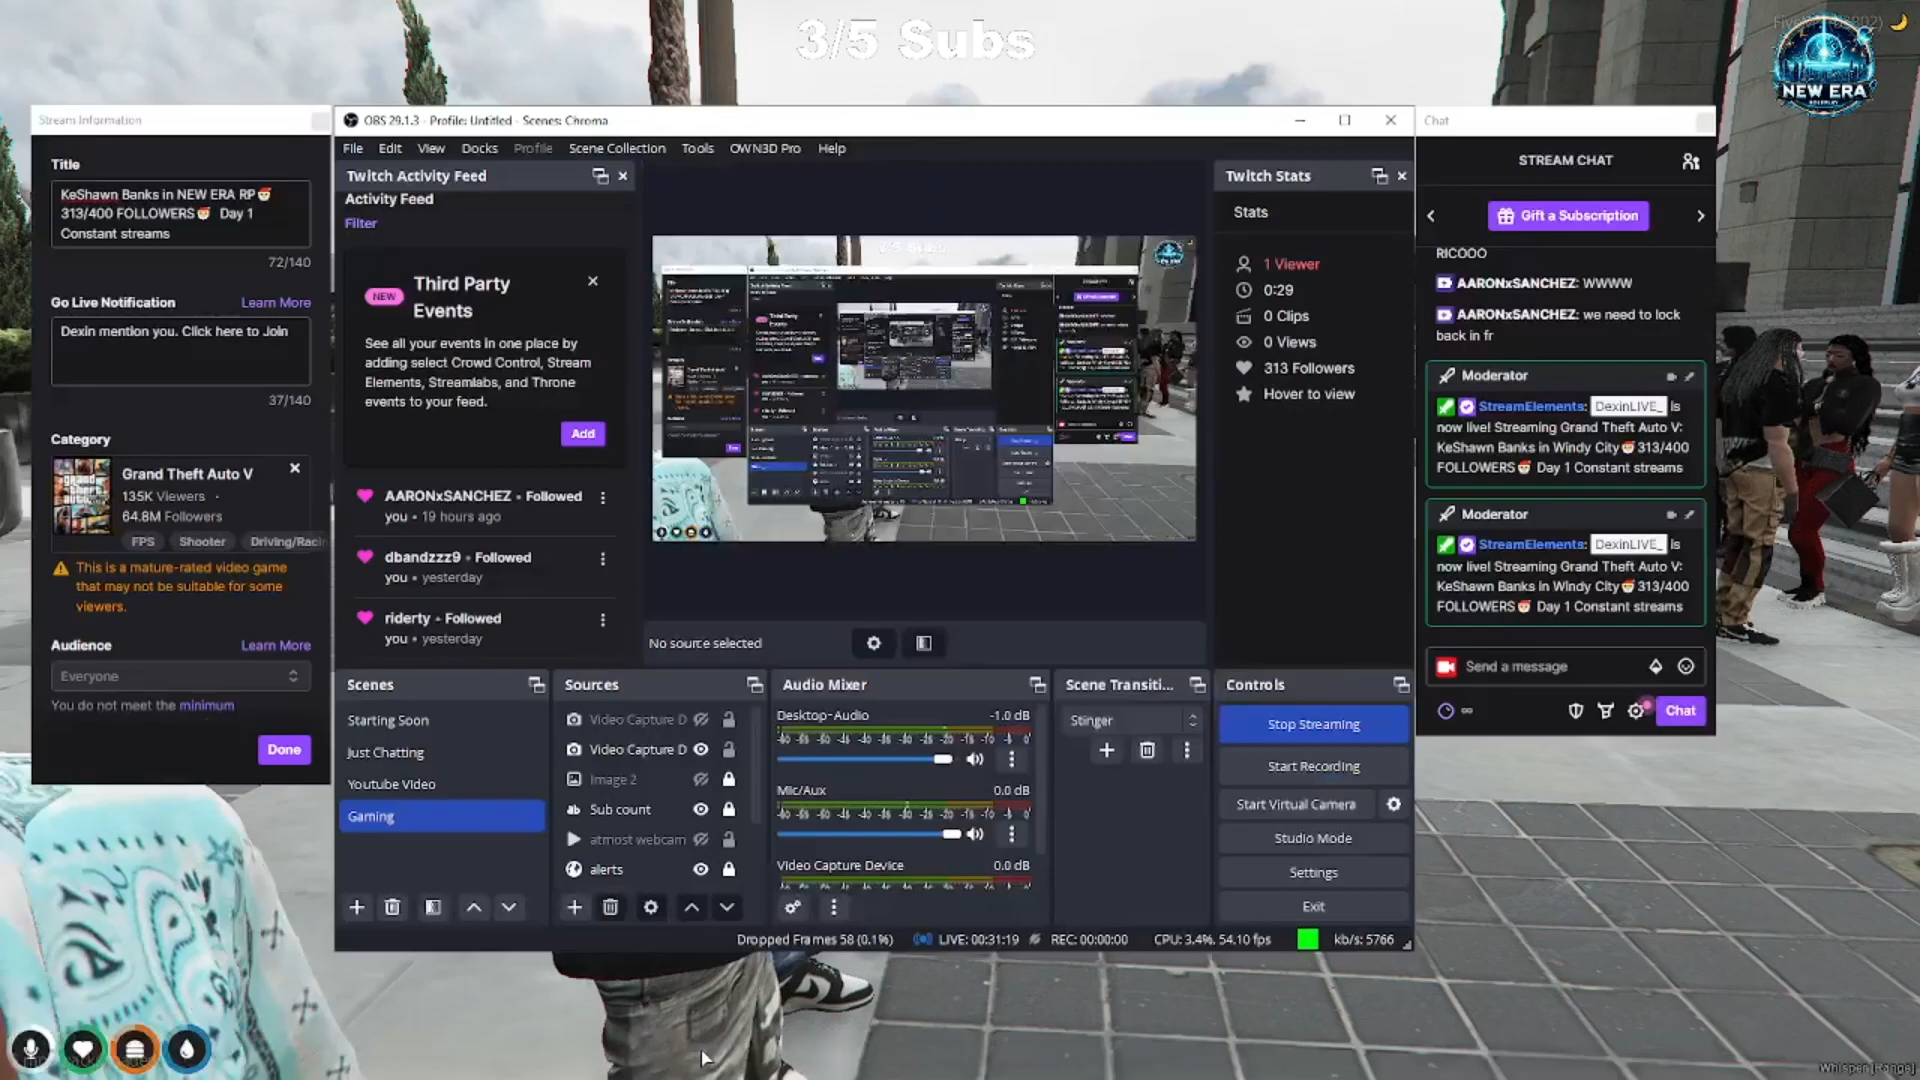 3/5 Subs
NEW ERA
ROLEPLAY
Stream Information
Title
KeShawn Banks in NEW ERA RP🎅
313/400 FOLLOWERS🎅 Day 1
Constant streams
72/140
Go Live Notification
Learn More
Dexin mention you. Click here to Join
37/140
Category
Grand Theft Auto V
135K Viewers ·
64.8M Followers
FPS
Shooter
Driving/Racin
This is a mature-rated video game
that may not be suitable for some
viewers.
Audience
Learn More
Everyone
You do not meet the minimum
Done
OBS 29.1.3 - Profile: Untitled - Scenes: Chroma
File Edit View Docks Profile Scene Collection Tools OWN3D Pro Help
Twitch Activity Feed
Activity Feed
Filter
NEW
Third Party
Events
See all your events in one place by
adding select Crowd Control, Stream
Elements, Streamlabs, and Throne
events to your feed.
Add
AARONxSANCHEZ • Followed
you • 19 hours ago
dbandzzz9 • Followed
you • yesterday
riderty • Followed
you • yesterday
3/5 Subs
No source selected
Twitch Stats
Stats
1 Viewer
0:29
0 Clips
0 Views
313 Followers
Hover to view
Scenes
Starting Soon
Just Chatting
Youtube Video
Gaming
Sources
Video Capture D
Video Capture D
Image 2
Sub count
atmost webcam
alerts
Audio Mixer
Desktop-Audio
-1.0 dB
Mic/Aux
0.0 dB
Video Capture Device
0.0 dB
Scene Transiti...
Stinger
Controls
Stop Streaming
Start Recording
Start Virtual Camera
Studio Mode
Settings
Exit
Dropped Frames 58 (0.1%)
LIVE: 00:31:19
REC: 00:00:00
CPU: 3.4%, 54.10 fps
kb/s: 5766
Chat
STREAM CHAT
Gift a Subscription
RICOOO
AARONxSANCHEZ: WWWW
AARONxSANCHEZ: we need to lock
back in fr
Moderator
StreamElements: DexinLIVE_ is
now live! Streaming Grand Theft Auto V:
KeShawn Banks in Windy City🎅 313/400
FOLLOWERS🎅 Day 1 Constant streams
Moderator
StreamElements: DexinLIVE_ is
now live! Streaming Grand Theft Auto V:
KeShawn Banks in Windy City🎅 313/400
FOLLOWERS🎅 Day 1 Constant streams
Send a message
Chat
Whisper [Range]